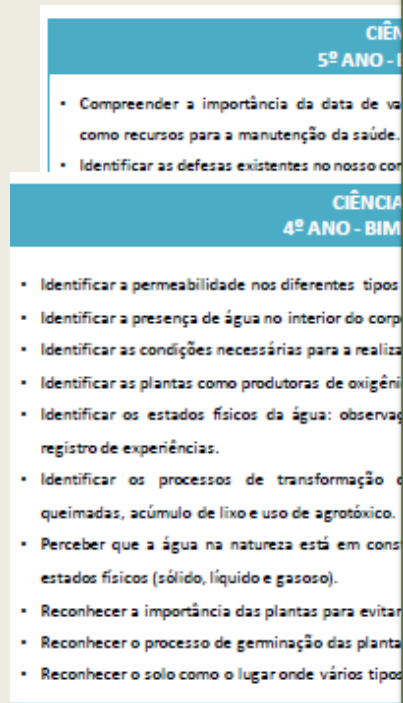 CIÊN
5º ANO -
• Compreender a importância da data de va
como recursos para a manutenção da saúde.
• Identificar as defesas existentes no nosso cor
CIÊNCIA
4º ANO - BIM
• Identificar a permeabilidade nos diferentes tipos
• Identificar a presença de água no interior do corp
• Identificar as condições necessárias para a realiza
• Identificar as plantas como produtoras de oxigêni
• Identificar os estados físicos da água: observaç
registro de experiências.
• Identificar os processos de transformação
queimadas, acúmulo de lixo e uso de agrotóxico.
• Perceber que a água na natureza está em cons
estados físicos (sólido, líquido e gasoso).
• Reconhecer a importância das plantas para evitar
• Reconhecer o processo de germinação das planta
• Reconhecer o solo como o lugar onde vários tipos